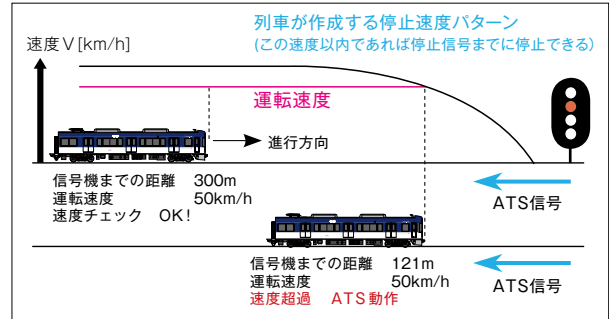 列車が作成する停止速度パターン
(この速度以内であれば停止信号までに停止できる)
速度V[km/h]
運転速度
進行方向
信号機までの距離 300m
運転速度 50km/h
速度チェック OK!
ATS信号
信号機までの距離 121m
運転速度 50km/h
速度超過 ATS動作
ATS信号